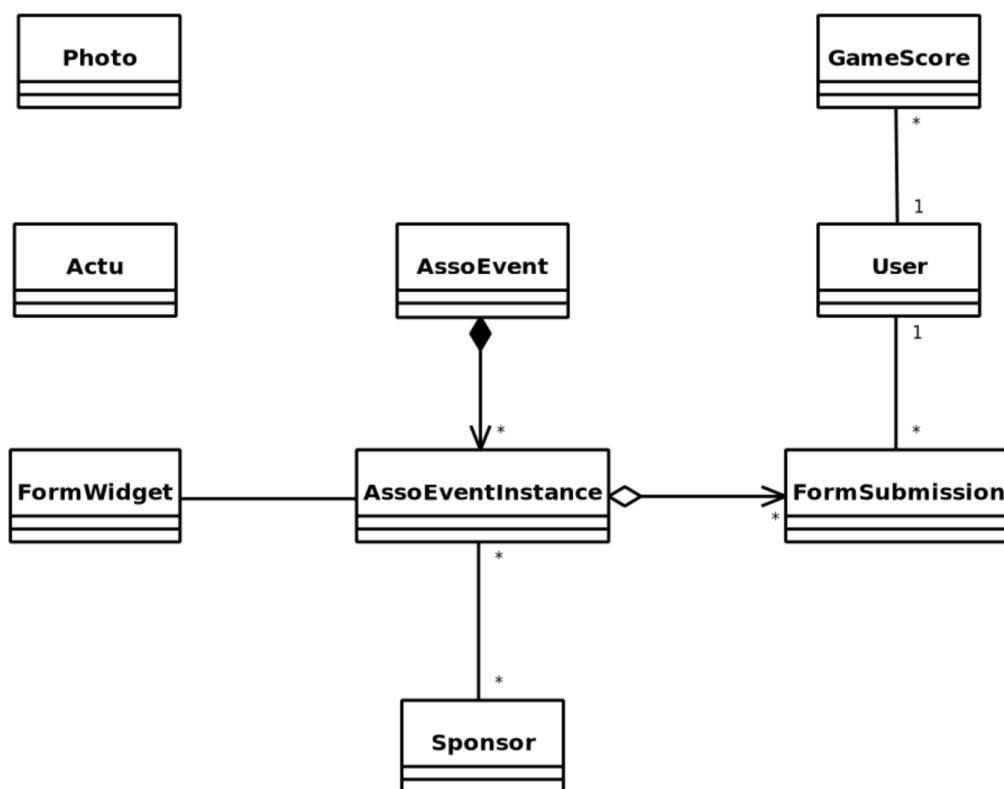 Photo
GameScore
*
1
Actu
AssoEvent
User
1
*
*
FormWidget
AssoEventInstance
FormSubmission
*
*
*
Sponsor